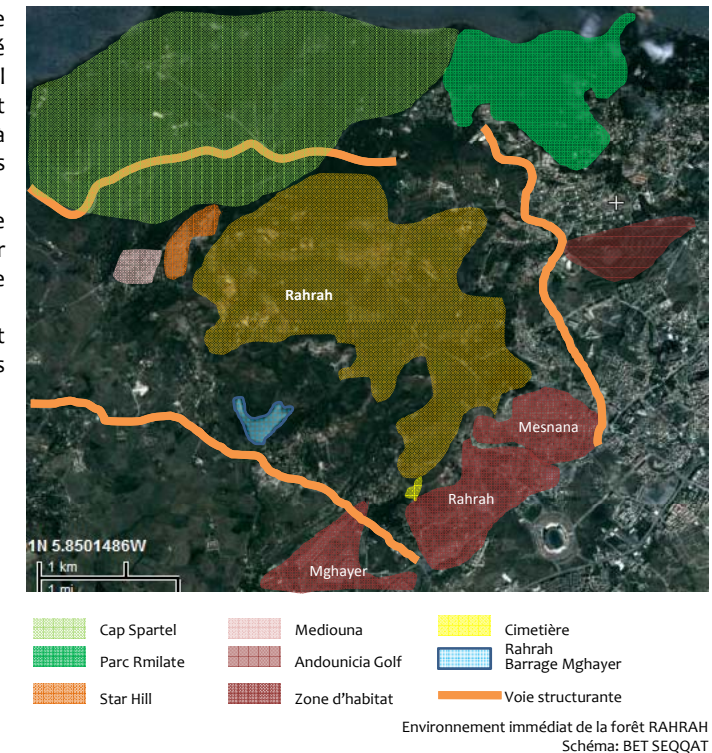 e
é
l
t
a
s
e
r
e
t
s
Rahrah
Mesnana
Rahrah
Mghayer
1N 5.8501486W
1 km
1 mi
Cap Spartel
Mediouna
Cimetière
Rahrah
Parc Rmilate
Andounicia Golf
Barrage Mghayer
Star Hill
Zone d'habitat
Voie structurante
Environnement immédiat de la forêt RAHRAH
Schéma: BET SEQQAT